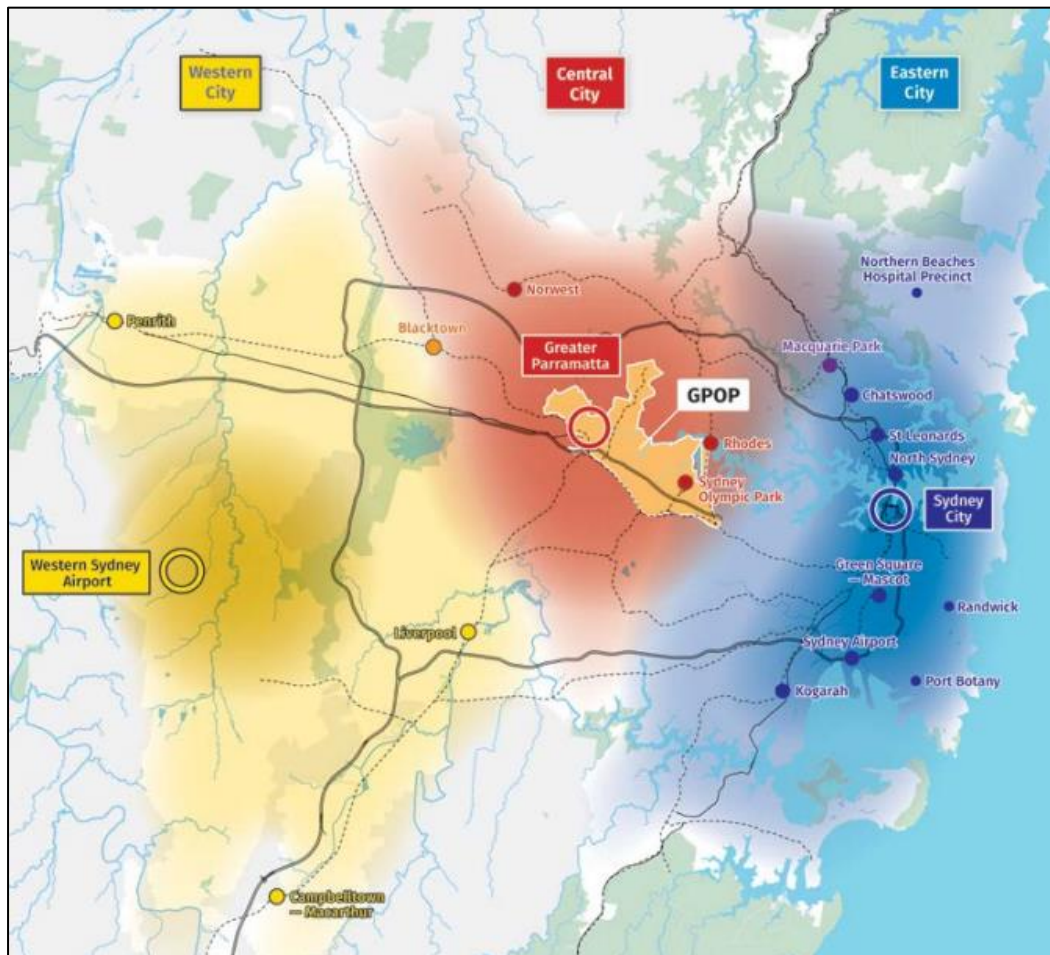 Western
City
Central
City
Eastern
City
Northern Beaches
Hospital Precinct
Norwest
Penrith
Blacktown
Greater
Parramatta
Macquarie Park
GPOP
Chatswood
St Leonards
Rhodes
North Sydney
Sydney
Olympic Park
Sydney
City
Western Sydney
Airport
Green Square
— Mascot
Randwick
Liverpool
Sydney Airport
Port Botany
Kogarah
Campbelltown
— Macarthur